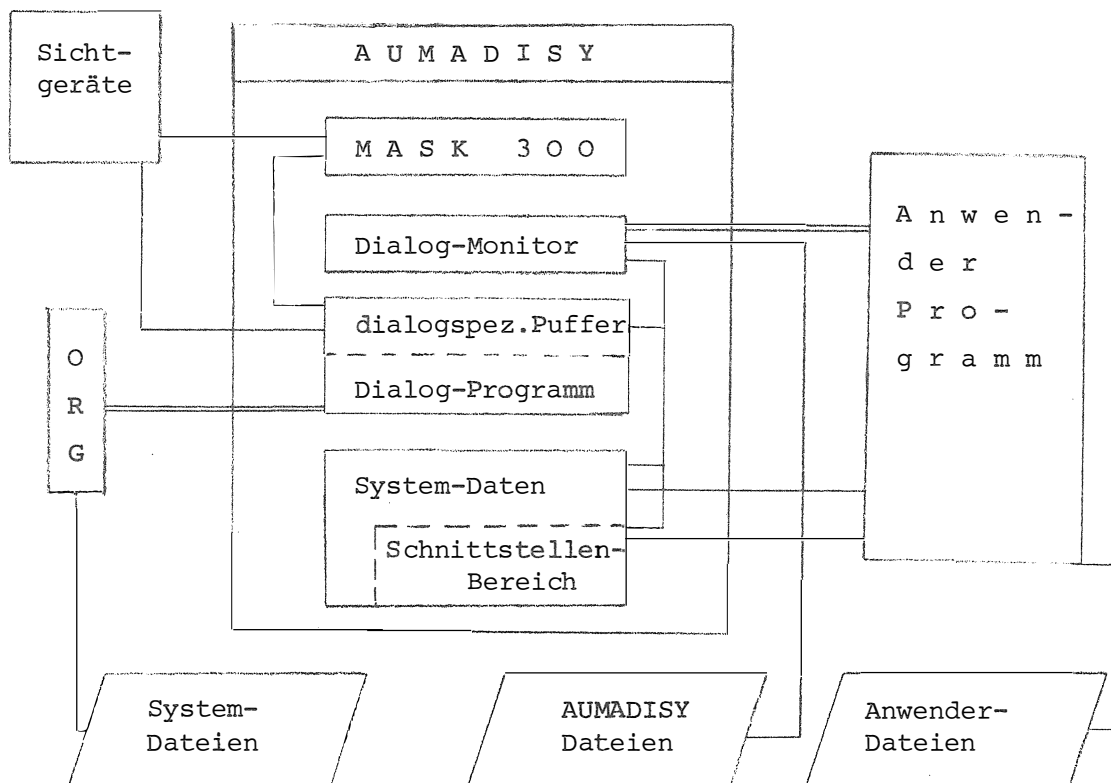 Sicht-
geräte
A U M A D I S Y
M A S K 3 0 0
Dialog-Monitor
dialogspez.Puffer
Dialog-Programm
System-Daten
Schnittstellen-
Bereich
O
R
G
A n w e n -
d e r
P r o -
g r a m m
System-
Dateien
AUMADISY
Dateien
Anwender-
Dateien